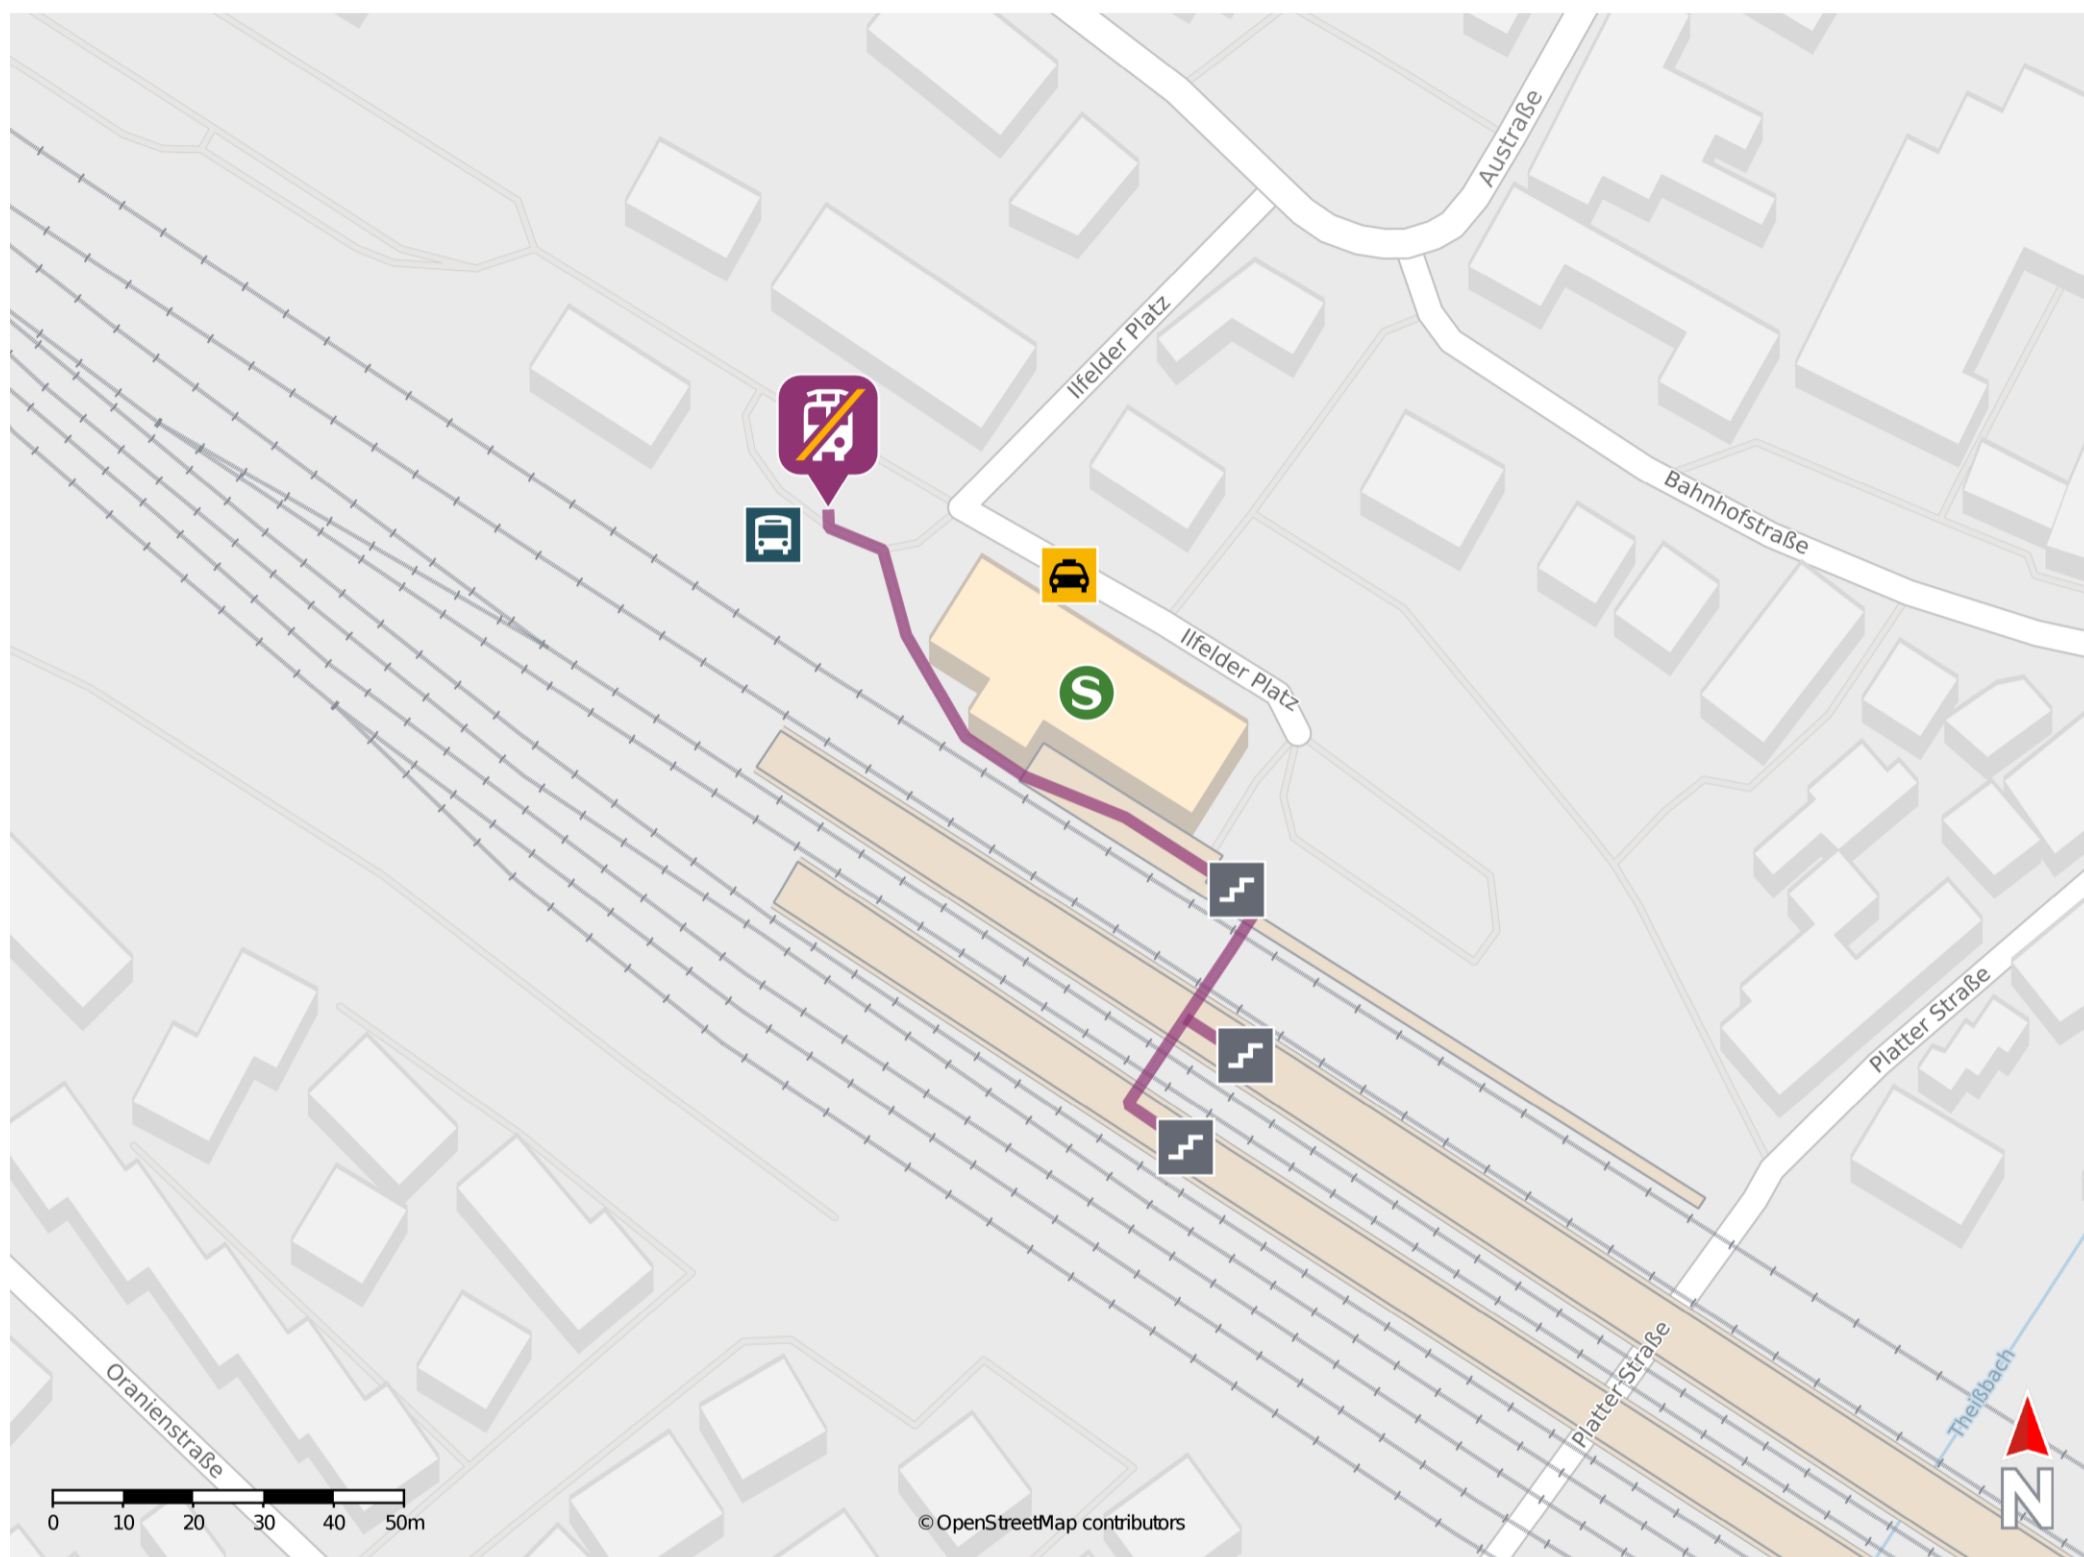 Austraße
Ilfelder Platz
Bahnhofstraße
S
Ilfelder Platz
Platter Straße
Platter Straße
Theißbach
Oranienstraße
0 10 20 30 40 50m
© OpenStreetMap contributors
N